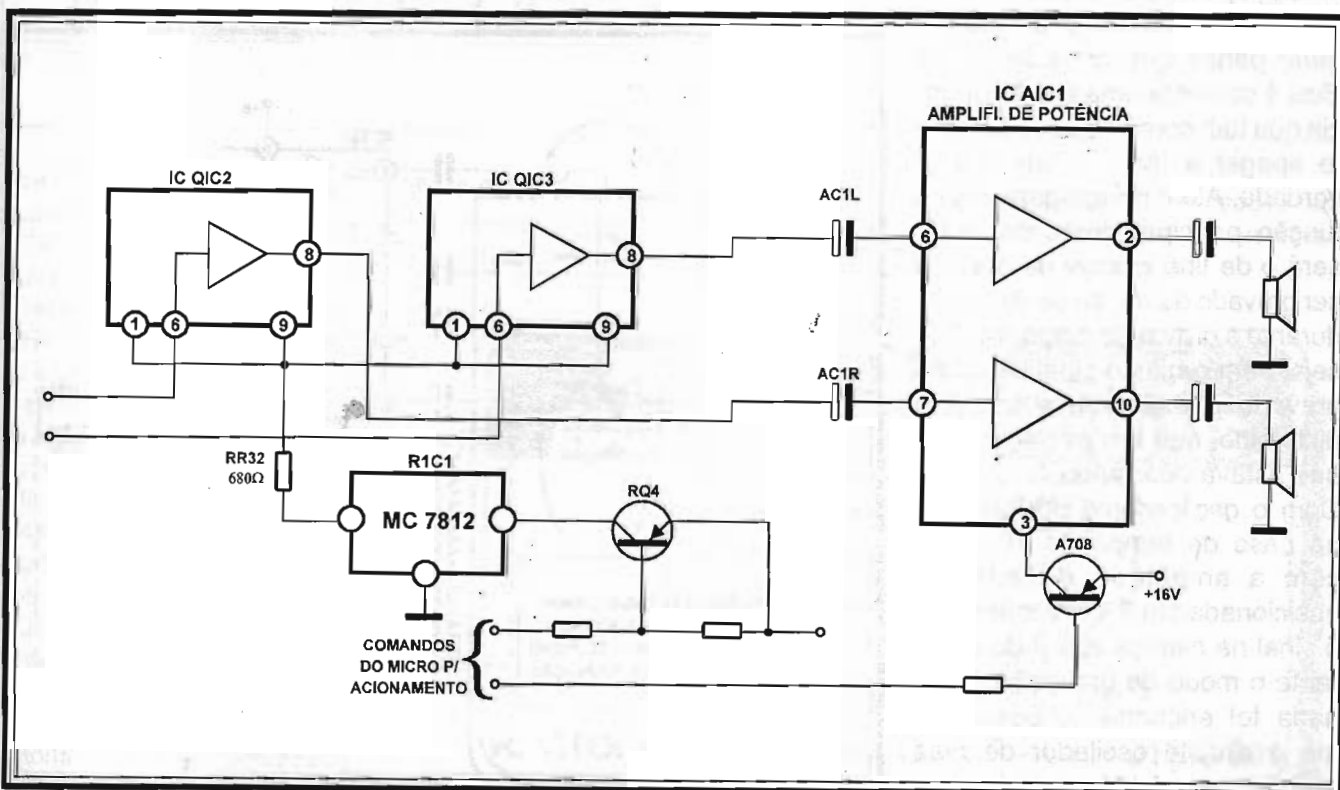 IC AIC1
AMPLIFI. DE POTÊNCIA
IC QIC2
IC QIC3
AC1L
8
8
6
2
1
6
9
1
6
9
AC1R
7
10
RR32
680Ω
R1C1
MC 7812
RQ4
3
A708
+16V
COMANDOS
DO MICRO P/
ACIONAMENTO